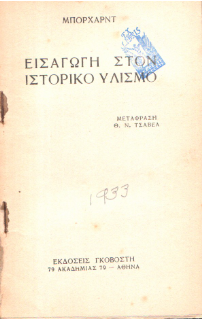 ΜΠΟΡΧΑΡΝΤ
ΕΙΣΑΓΩΓΗ ΣΤΟΝ
ΙΣΤΟΡΙΚΟ ΥΛΙΣΜΟ
ΜΕΤΑΦΡΑΣΗ
Θ. Ν. ΤΣΑΒΕΑ
1933
ΕΚΔΟΣΕΙΣ ΓΚΟΒΟΣΤΗ
79 ΑΚΑΔΗΜΙΑΣ 79 — ΑΘΗΝΑ